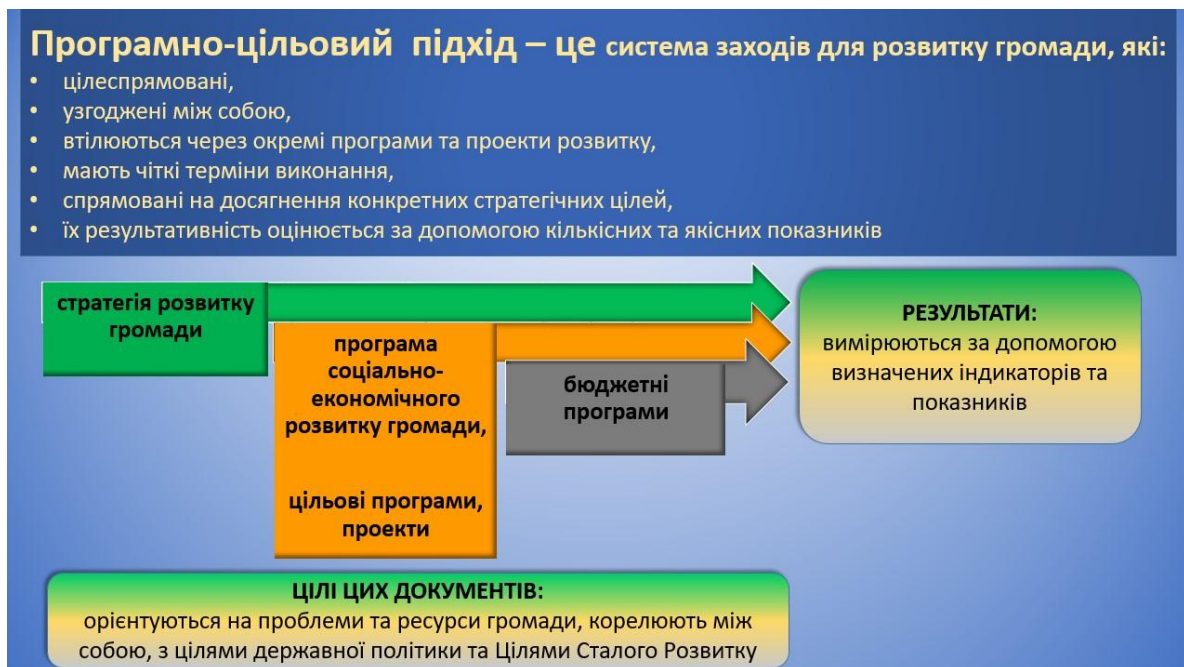 Програмно-цільовий підхід – це система заходів для розвитку громади, які:
• цілеспрямовані,
• узгоджені між собою,
• втілюються через окремі програми та проекти розвитку,
• мають чіткі терміни виконання,
• спрямовані на досягнення конкретних стратегічних цілей,
• їх результативність оцінюється за допомогою кількісних та якісних показників
стратегія розвитку
громади
програма
соціально-
економічного
розвитку громади,
цільові програми,
проекти
бюджетні
програми
РЕЗУЛЬТАТИ:
вимірюються за допомогою
визначених індикаторів та
показників
ЦІЛІ ЦИХ ДОКУМЕНТІВ:
орієнтуються на проблеми та ресурси громади, корелюють між
собою, з цілями державної політики та Цілями Сталого Розвитку